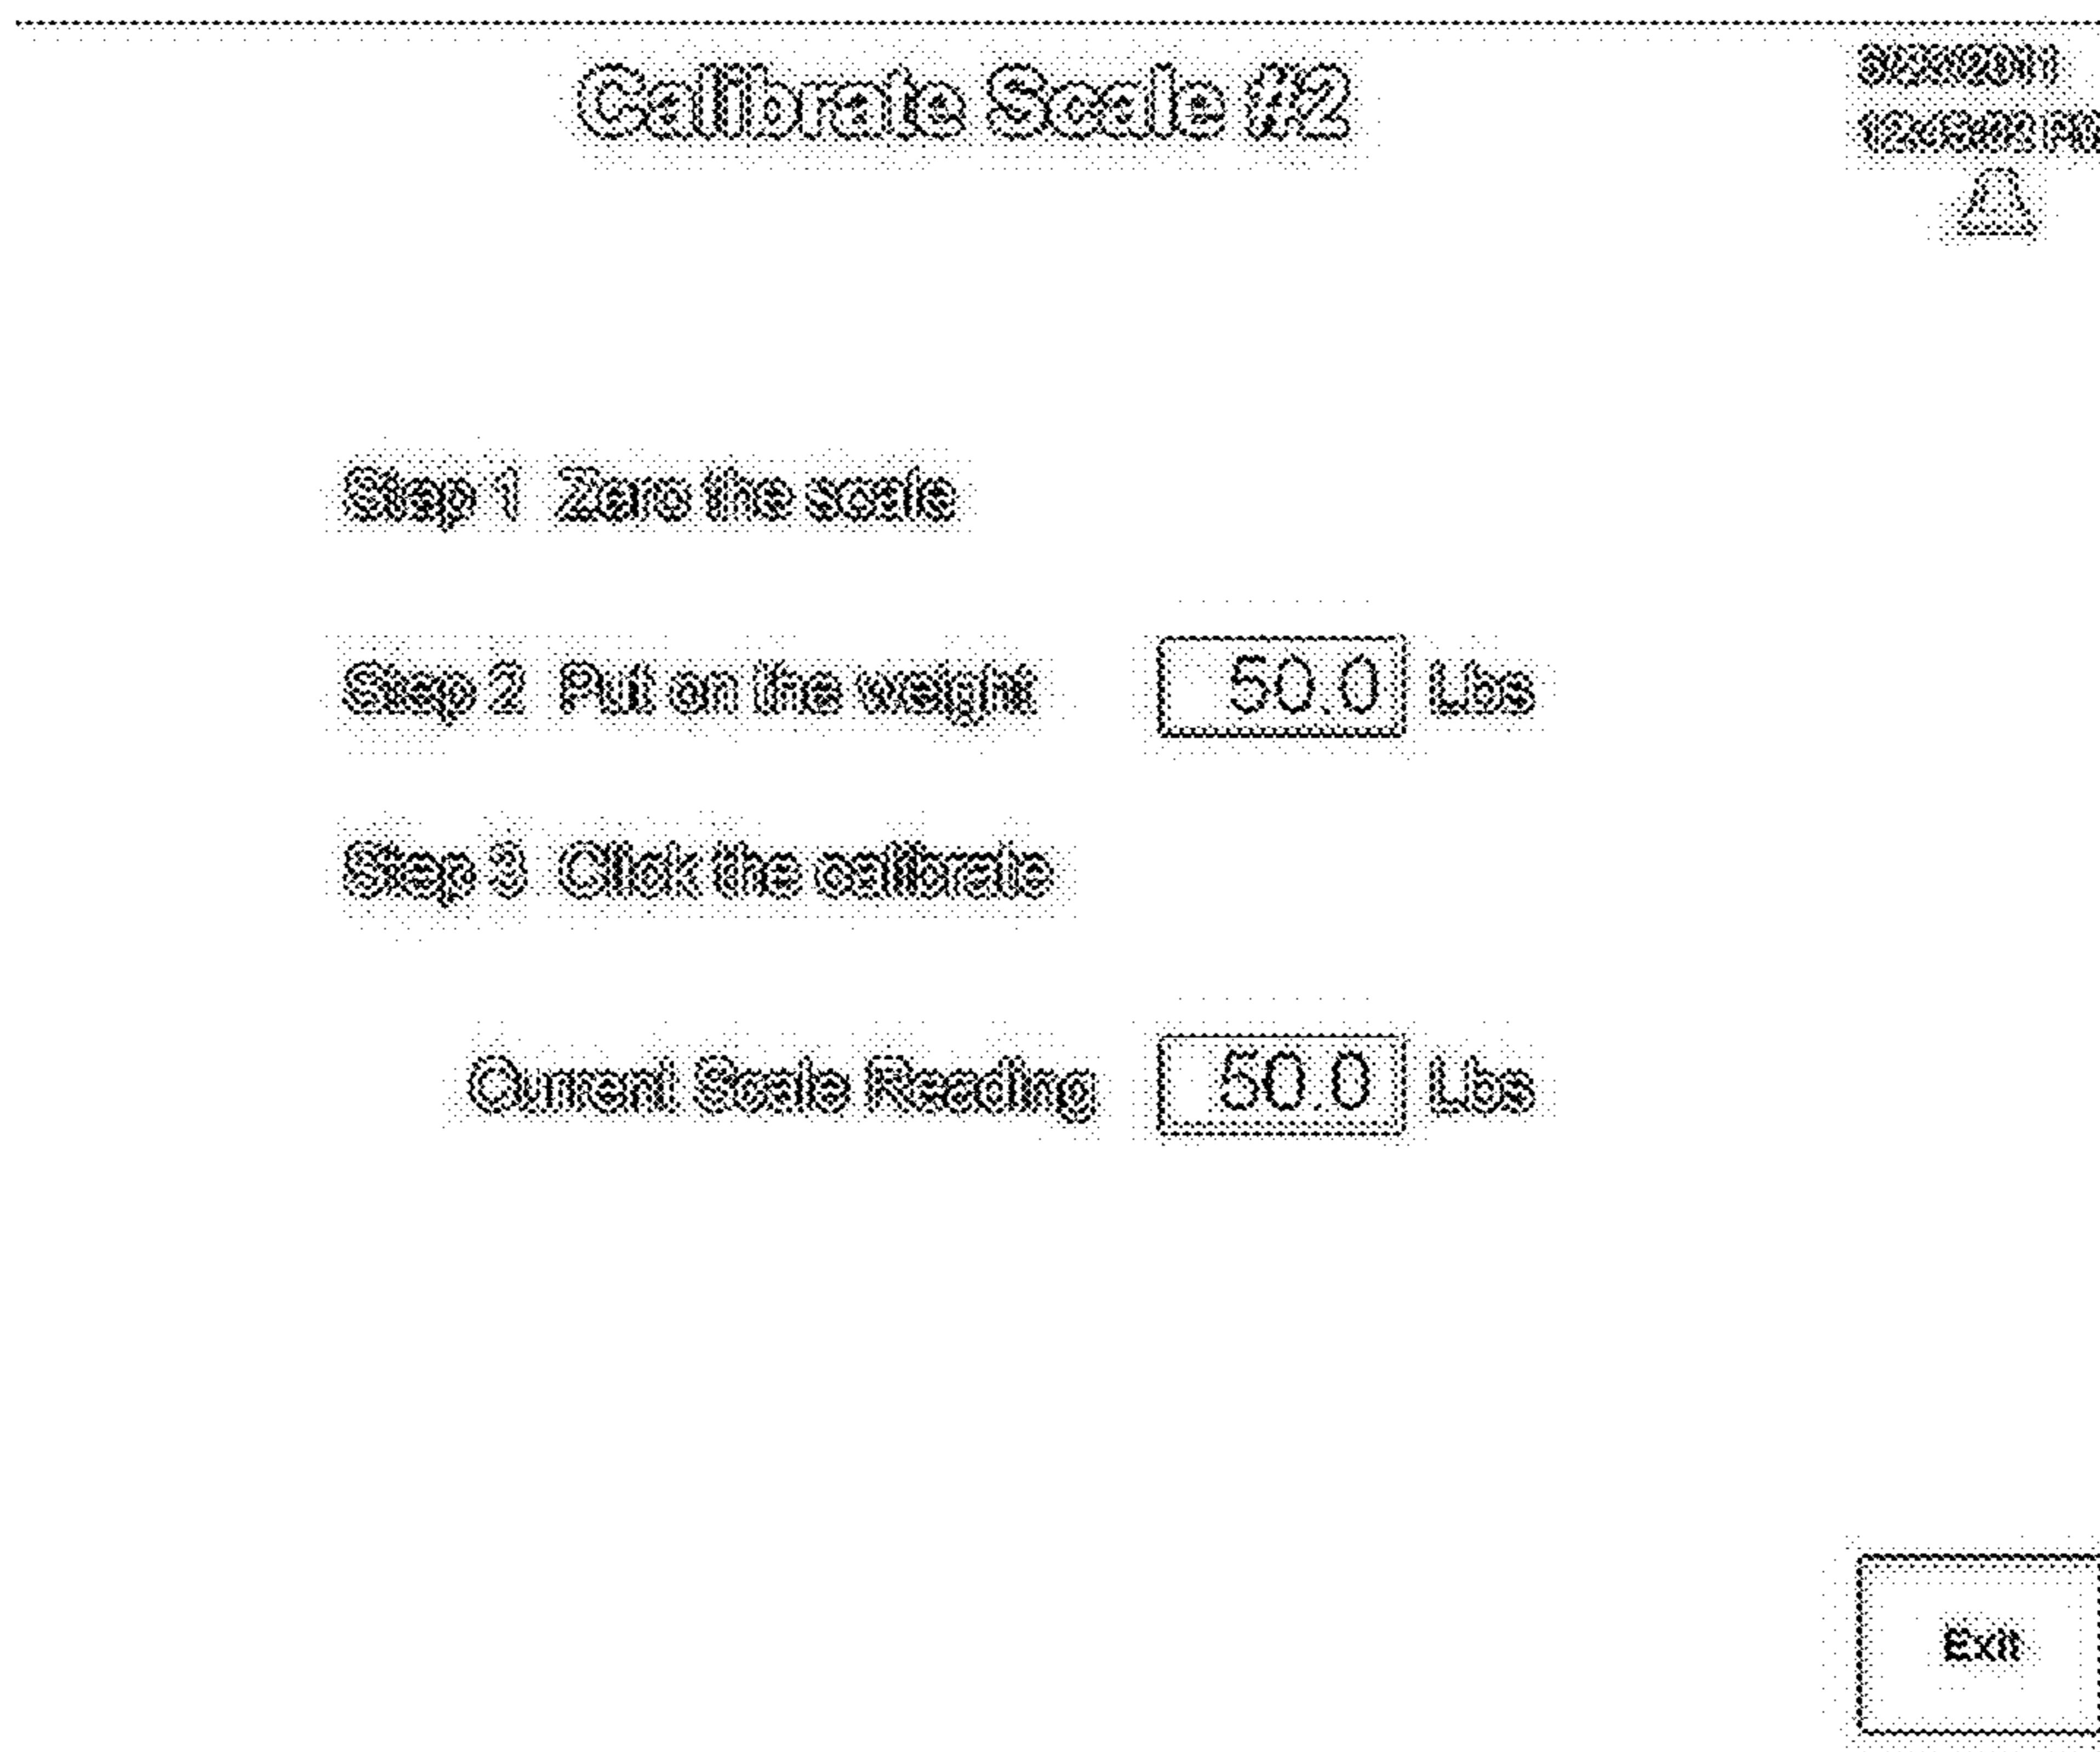 Calibrate Scale #2
Step 1 Zero the scale
Step 2 Put on the weight 50.0 Lbs
Step 3 Click the calibrate
Current Scale Reading 50.0 Lbs
Exit